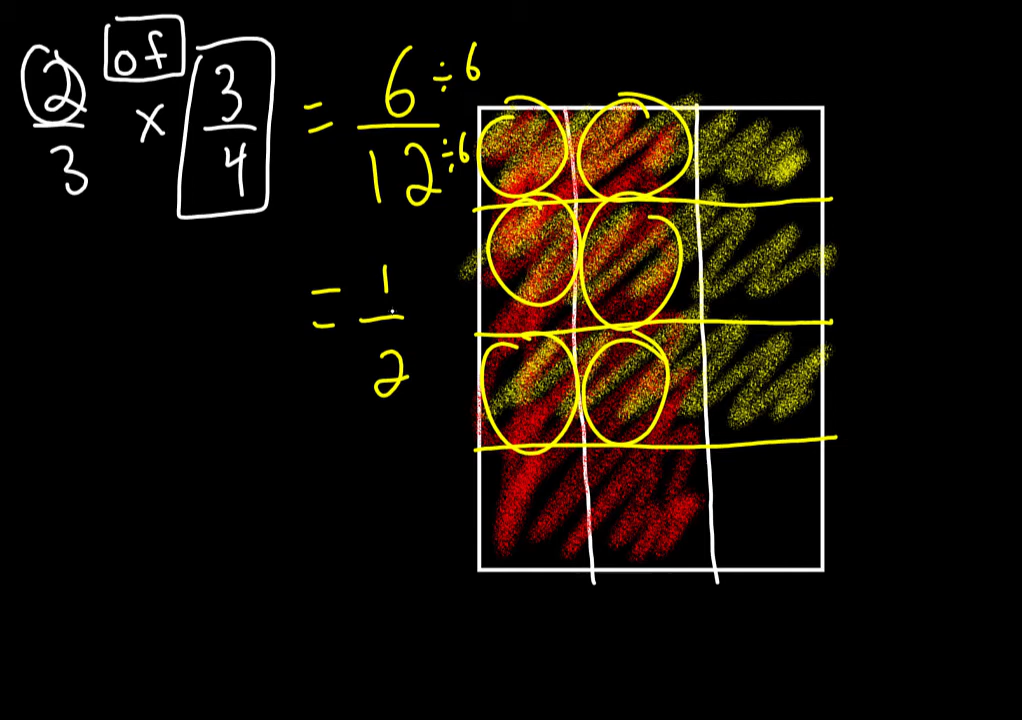 of
2/3 × 3/4 = 6/12 ÷6 ÷6
= 1/2